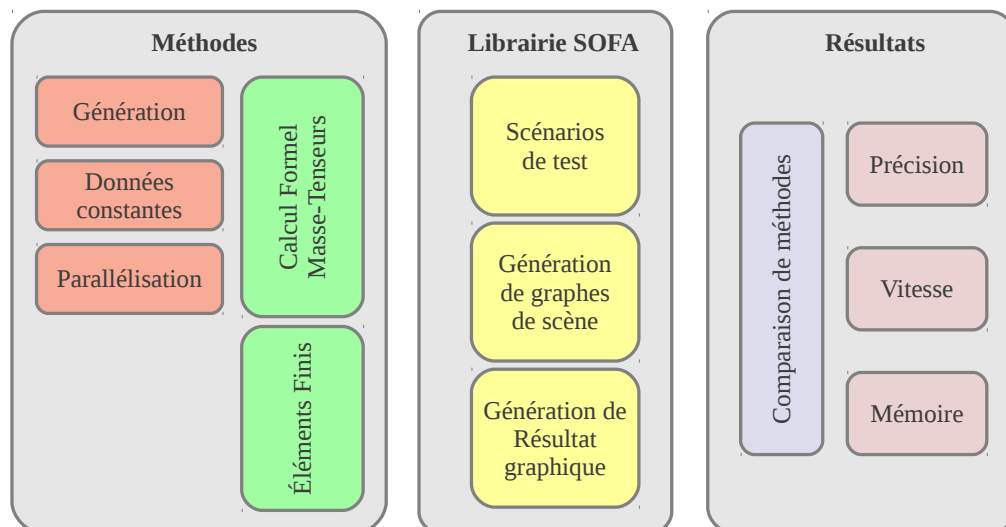 Méthodes
Génération
Données
constantes
Parallélisation
Calcul Formel
Masse-Tenseurs
Éléments Finis
Librairie SOFA
Scénarios
de test
Génération
de graphes
de scène
Génération de
Résultat
graphique
Résultats
Comparaison de méthodes
Précision
Vitesse
Mémoire